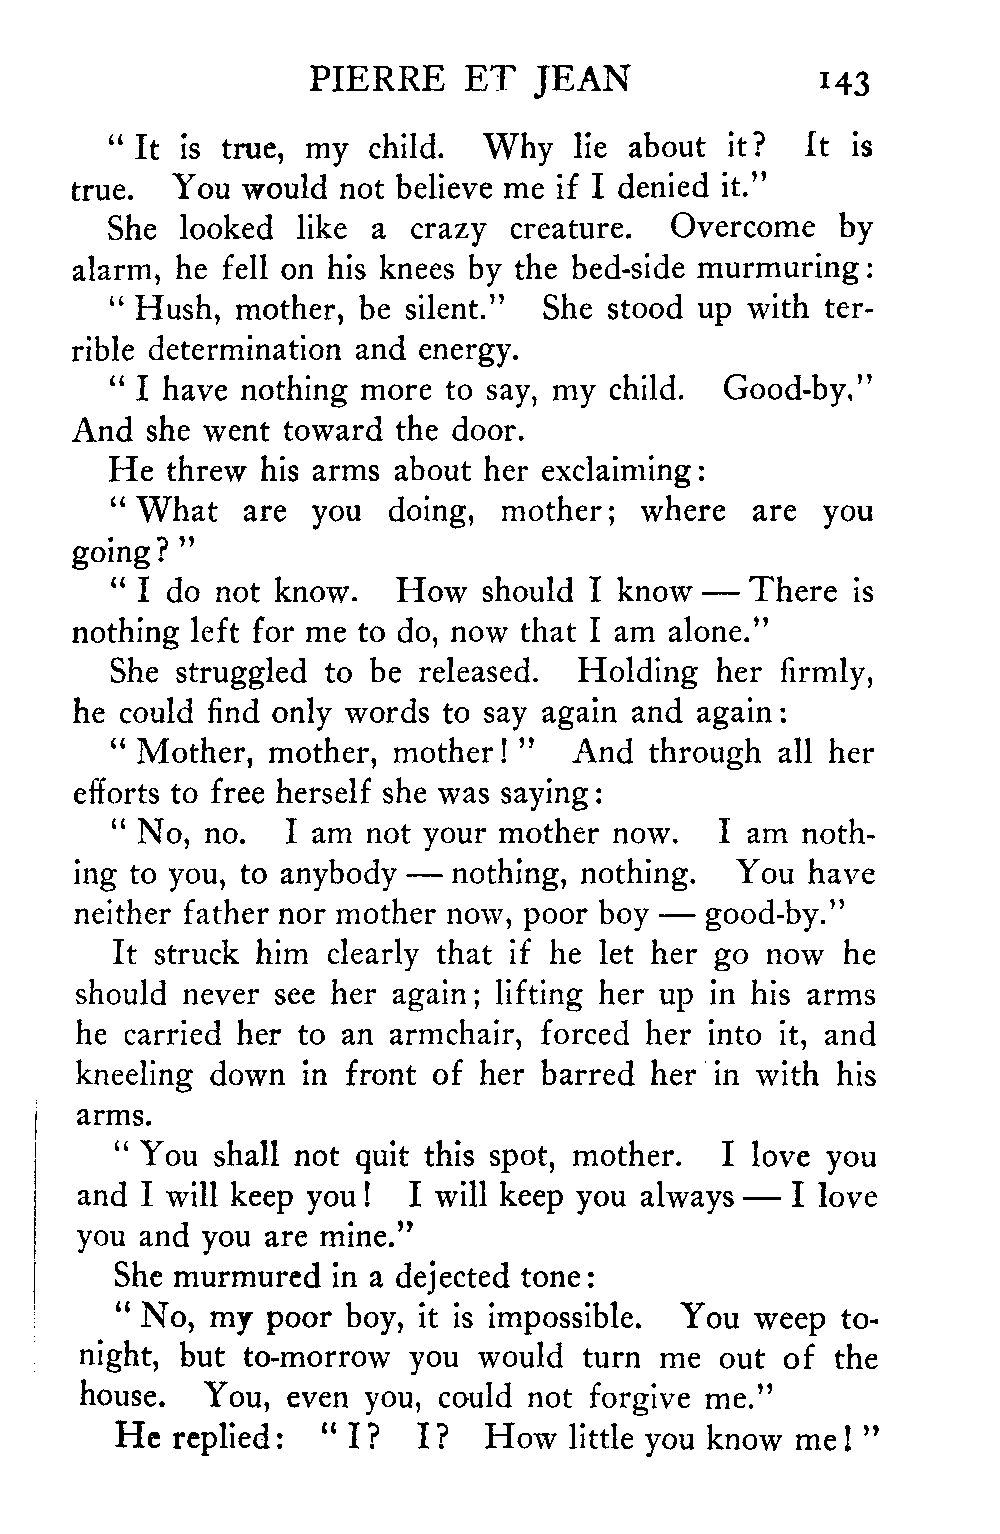 PIERRE ET JEAN 143
“ It is true, my child. Why lie about it? It is
true. You would not believe me if I denied it.”
She looked like a crazy creature. Overcome by
alarm, he fell on his knees by the bed-side murmuring:
“ Hush, mother, be silent.” She stood up with ter-
rible determination and energy.
“ I have nothing more to say, my child. Good-by.”
And she went toward the door.
He threw his arms about her exclaiming:
“ What are you doing, mother; where are you
going? ”
“ I do not know. How should I know — There is
nothing left for me to do, now that I am alone.”
She struggled to be released. Holding her firmly,
he could find only words to say again and again:
“ Mother, mother, mother! ” And through all her
efforts to free herself she was saying:
“ No, no. I am not your mother now. I am noth-
ing to you, to anybody — nothing, nothing. You have
neither father nor mother now, poor boy — good-by.”
It struck him clearly that if he let her go now he
should never see her again; lifting her up in his arms
he carried her to an armchair, forced her into it, and
kneeling down in front of her barred her in with his
arms.
“ You shall not quit this spot, mother. I love you
and I will keep you! I will keep you always — I love
you and you are mine.”
She murmured in a dejected tone:
“ No, my poor boy, it is impossible. You weep to-
night, but to-morrow you would turn me out of the
house. You, even you, could not forgive me.”
He replied: “ I? I? How little you know me! ”